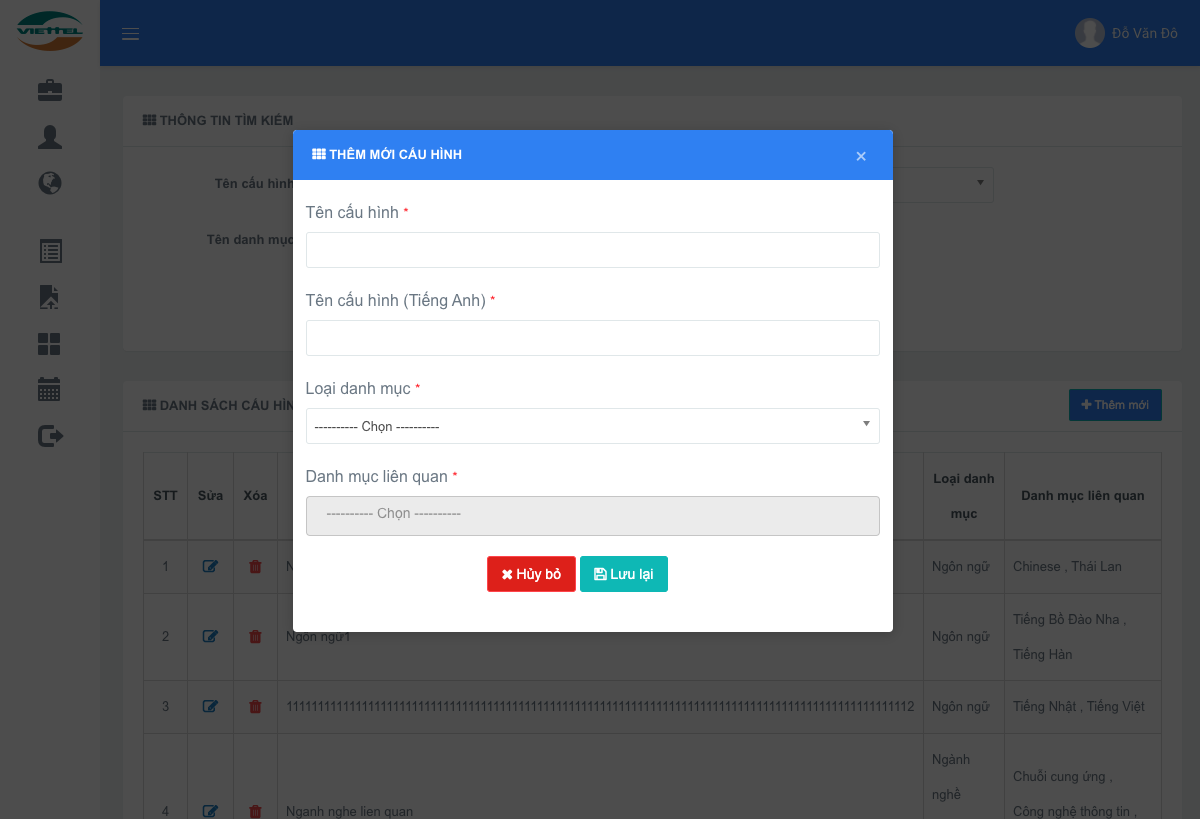 VIETTEL
Đỗ Văn Đô
THÔNG TIN TÌM KIẾM
THÊM MỚI CẤU HÌNH
×
Tên cấu hình
Tên danh mục
Tên cấu hình *
Tên cấu hình (Tiếng Anh) *
Loại danh mục *
---------- Chọn ----------
Danh mục liên quan *
---------- Chọn ----------
Hủy bỏ
Lưu lại
DANH SÁCH CẤU HÌN
Thêm mới
STT
Sửa
Xóa
Loại danh
mục
Danh mục liên quan
1
Ngôn ngữ
Chinese , Thái Lan
2
Ngôn ngữ1
Ngôn ngữ
Tiếng Bồ Đào Nha ,
Tiếng Hàn
3
Ngôn ngữ
Tiếng Nhật , Tiếng Việt
4
Nganh nghe lien quan
Ngành
nghề
Chuỗi cung ứng ,
Công nghệ thông tin ,